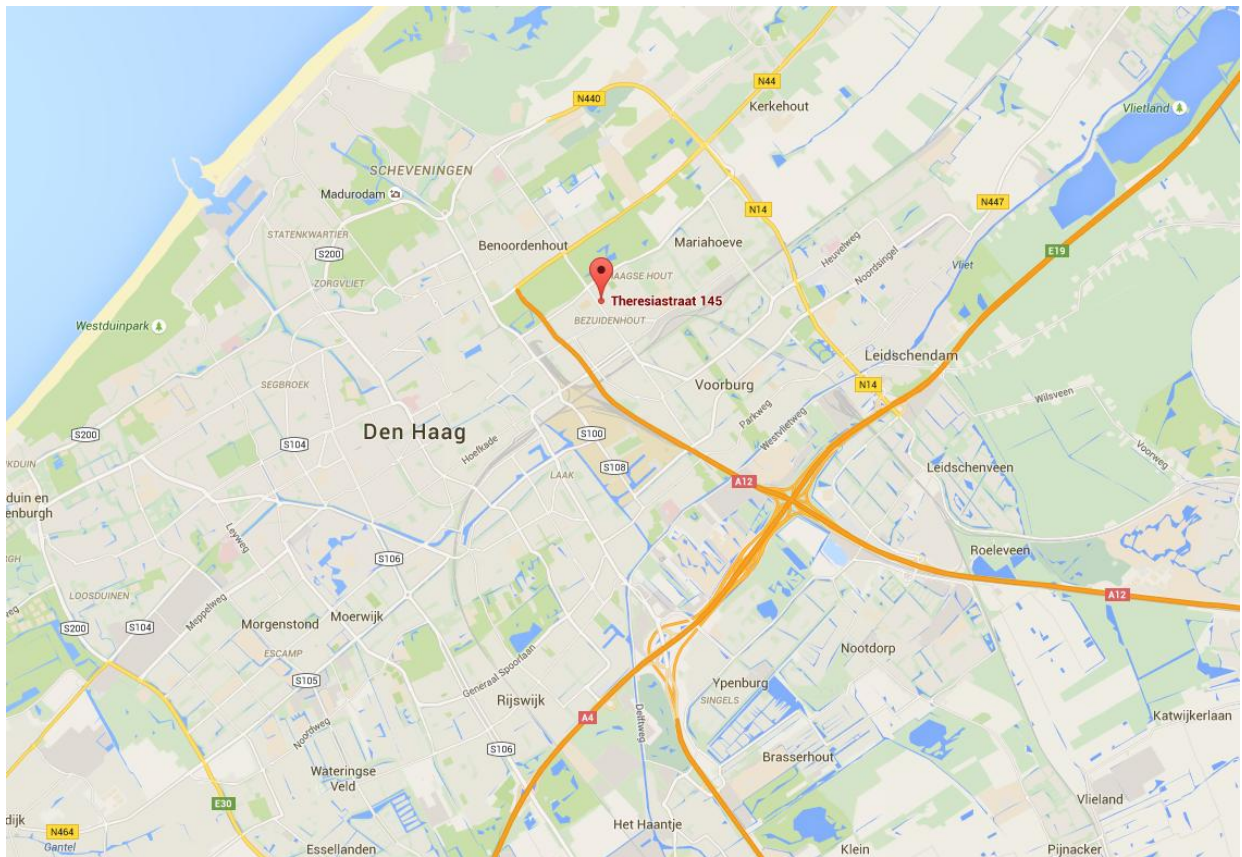 N44
N440
Kerkehout
Vlietland
SCHEVENINGEN
Madurodam
N447
N14
STATENKWARTIER
Benoordenhout
Mariahoeve
S200
Heuvelweg
Noordsingel
E19
Vliet
HAAGSE HOUT
ZORGVLIET
Theresiastraat 145
BEZUIDENHOUT
Westduinpark
Leidschendam
SEGBROEK
Voorburg
N14
Wilsveen
Parkweg
Westvlietweg
S200
S104
Den Haag
Hoefkade
S100
Voorweg
S108
Leidschenveen
LAAK
A12
duin en
enburgh
Leyweg
Roeleveen
S106
LOOSDUINEN
A12
Meppelweg
S200
S104
Morgenstond
Moerwijk
Nootdorp
ESCAMP
Generaal Spoorlaan
S105
Ypenburg
Rijswijk
SINGELS
A4
Delftweg
Katwijkerlaan
Noordweg
S106
Brasserhout
Wateringse
Veld
E30
Vlieland
dijk
N464
Het Haantje
Gantel
Essellanden
Klein
Pijnacker